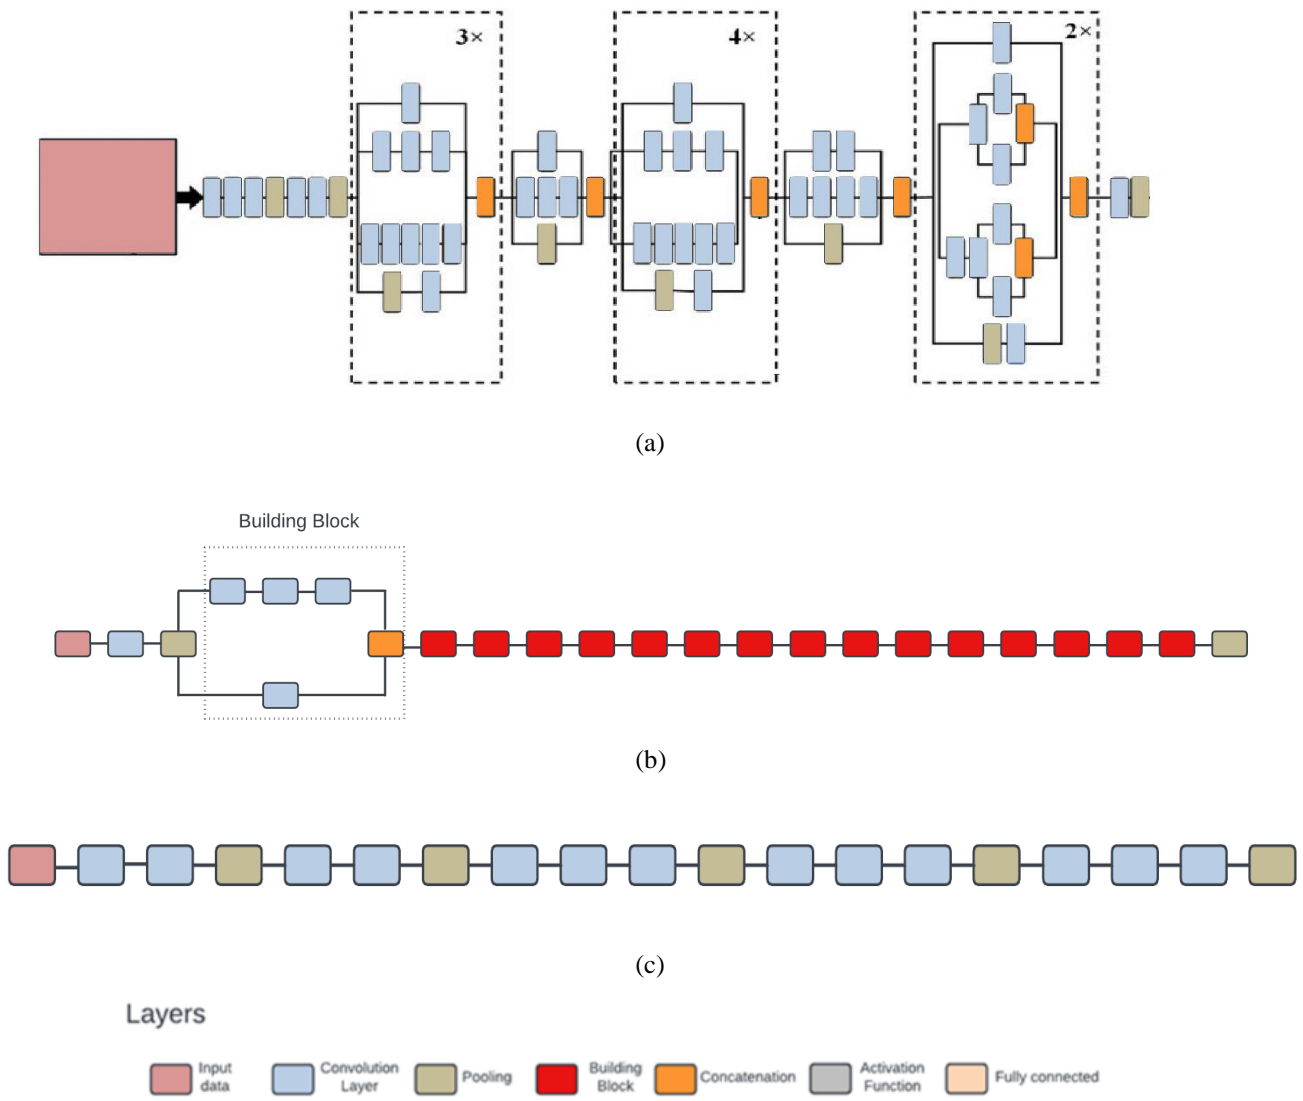 3×
4×
2×
(a)
Building Block
(b)
(c)
Layers
Input data
Convolution Layer
Pooling
Building Block
Concatenation
Activation Function
Fully connected